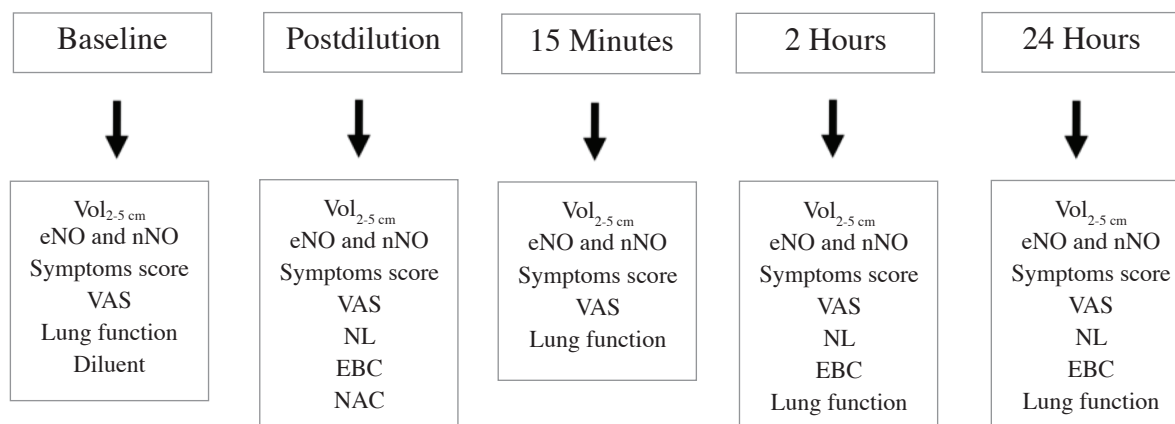 Baseline
Postdilution
15 Minutes
2 Hours
24 Hours
Vol2-5 cm
eNO and nNO
Symptoms score
VAS
Lung function
Diluent
Vol2-5 cm
eNO and nNO
Symptoms score
VAS
NL
EBC
NAC
Vol2-5 cm
eNO and nNO
Symptoms score
VAS
Lung function
Vol2-5 cm
eNO and nNO
Symptoms score
VAS
NL
EBC
Lung function
Vol2-5 cm
eNO and nNO
Symptoms score
VAS
NL
EBC
Lung function